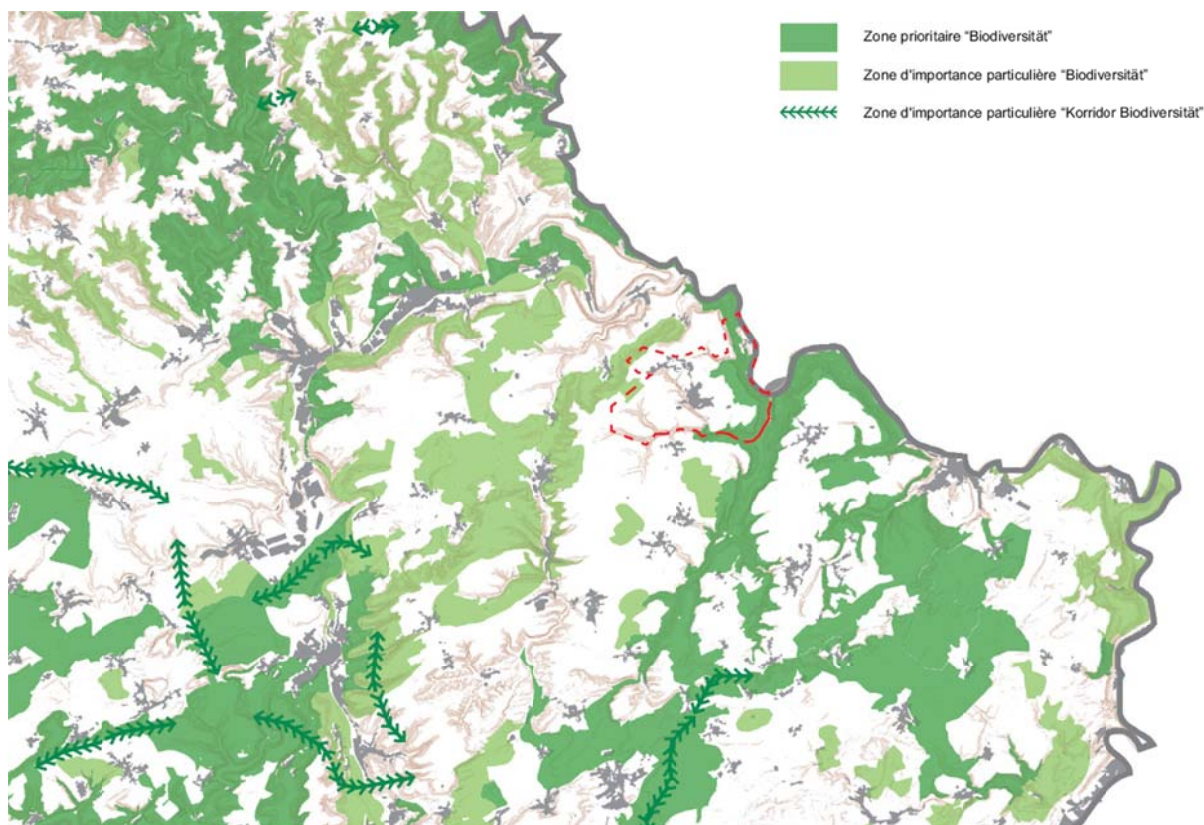 Zone prioritaire "Biodiversität"
Zone d'importance particulière "Biodiversität"
Zone d'importance particulière "Korridor Biodiversität"